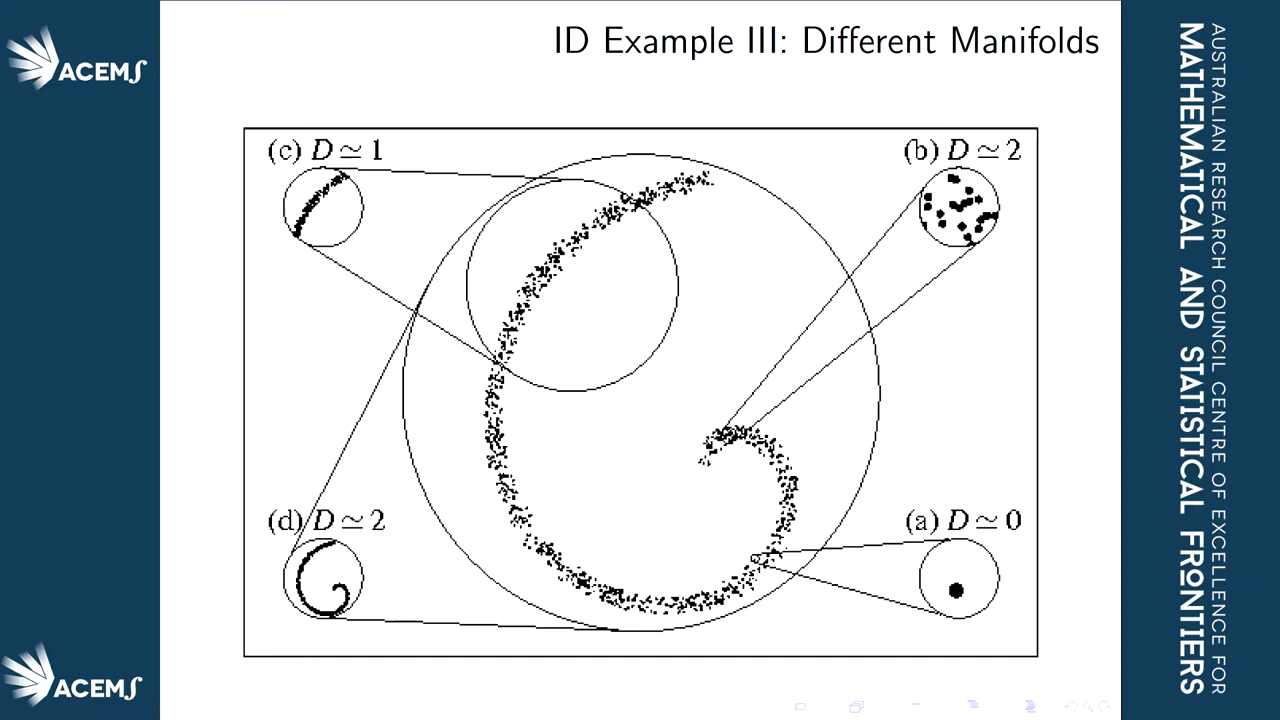 ACEMS
ID Example III: Different Manifolds
(c) D ≃ 1
(b) D ≃ 2
(d) D ≃ 2
(a) D ≃ 0
ACEMS
AUSTRALIAN RESEARCH COUNCIL CENTRE OF EXCELLENCE FOR
MATHEMATICAL AND STATISTICAL FRONTIERS